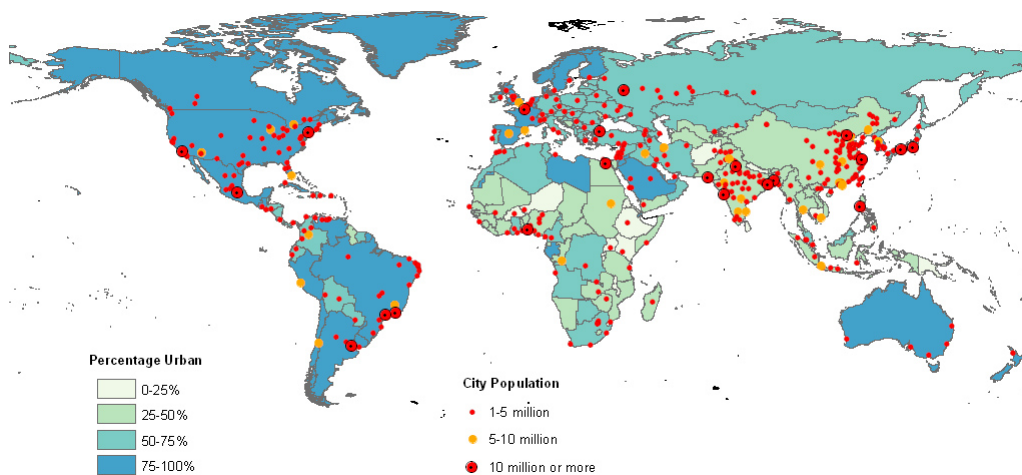 Percentage Urban
0-25%
25-50%
50-75%
75-100%
City Population
1-5 million
5-10 million
10 million or more